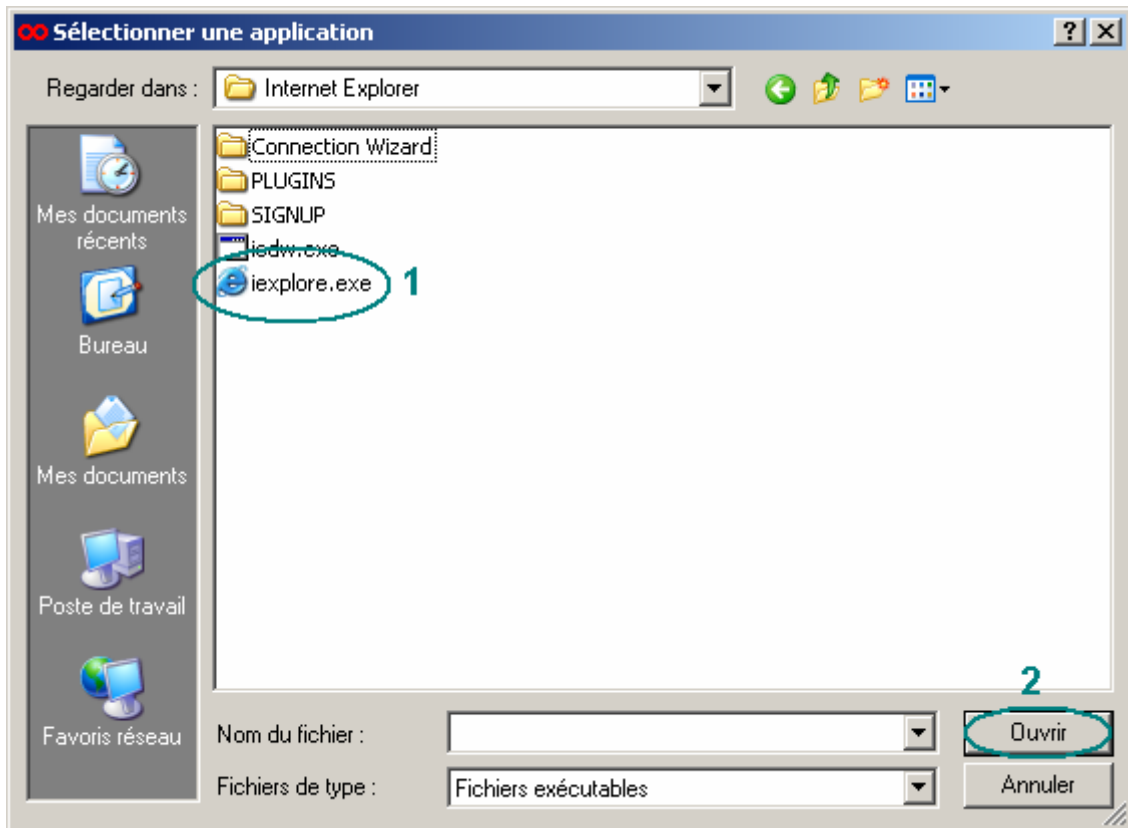 Sélectionner une application
Regarder dans :
Internet Explorer
Mes documents
récents
Bureau
Mes documents
Poste de travail
Favoris réseau
Connection Wizard
PLUGINS
SIGNUP
iedw.exe
iexplore.exe
1
2
Nom du fichier :
Ouvrir
Fichiers de type :
Fichiers exécutables
Annuler